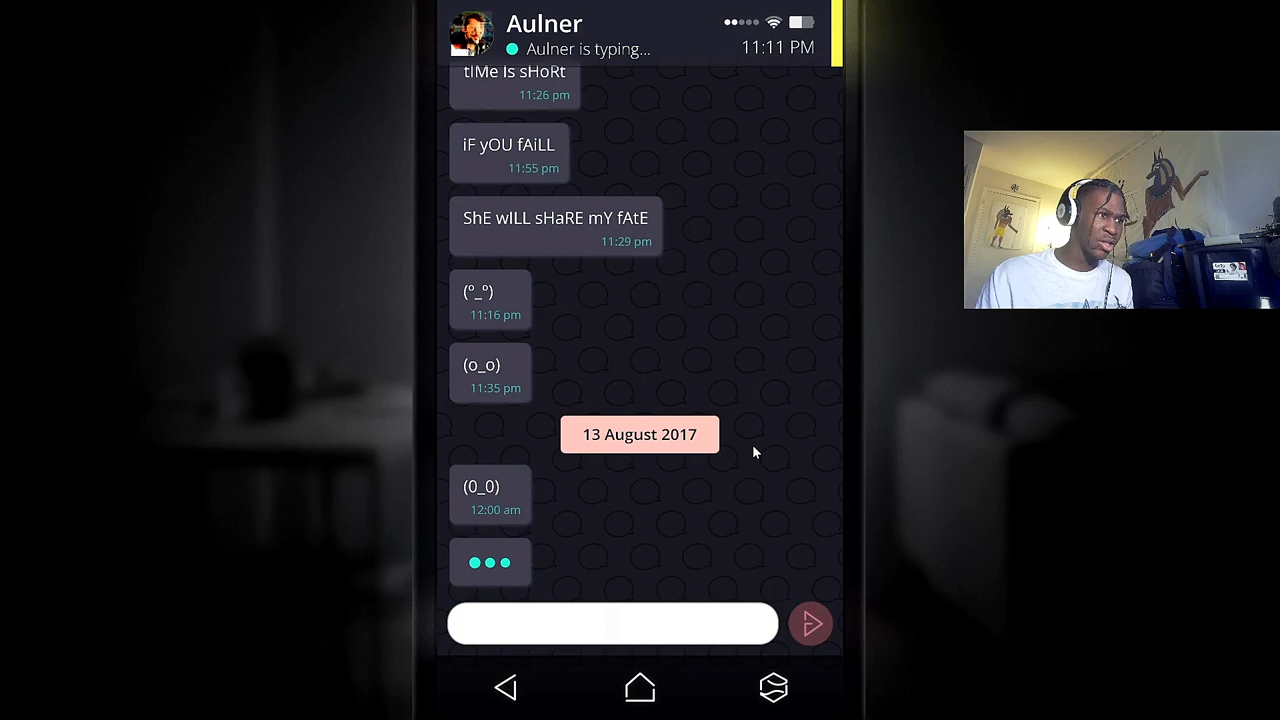 Aulner
Aulner is typing...
11:11 PM
tIMe Is sHoRt
11:26 pm
iF yOU fAiLL
11:55 pm
ShE wILL sHaRE mY fAtE
11:29 pm
(º_º)
11:16 pm
(o_o)
11:35 pm
13 August 2017
(0_0)
12:00 am